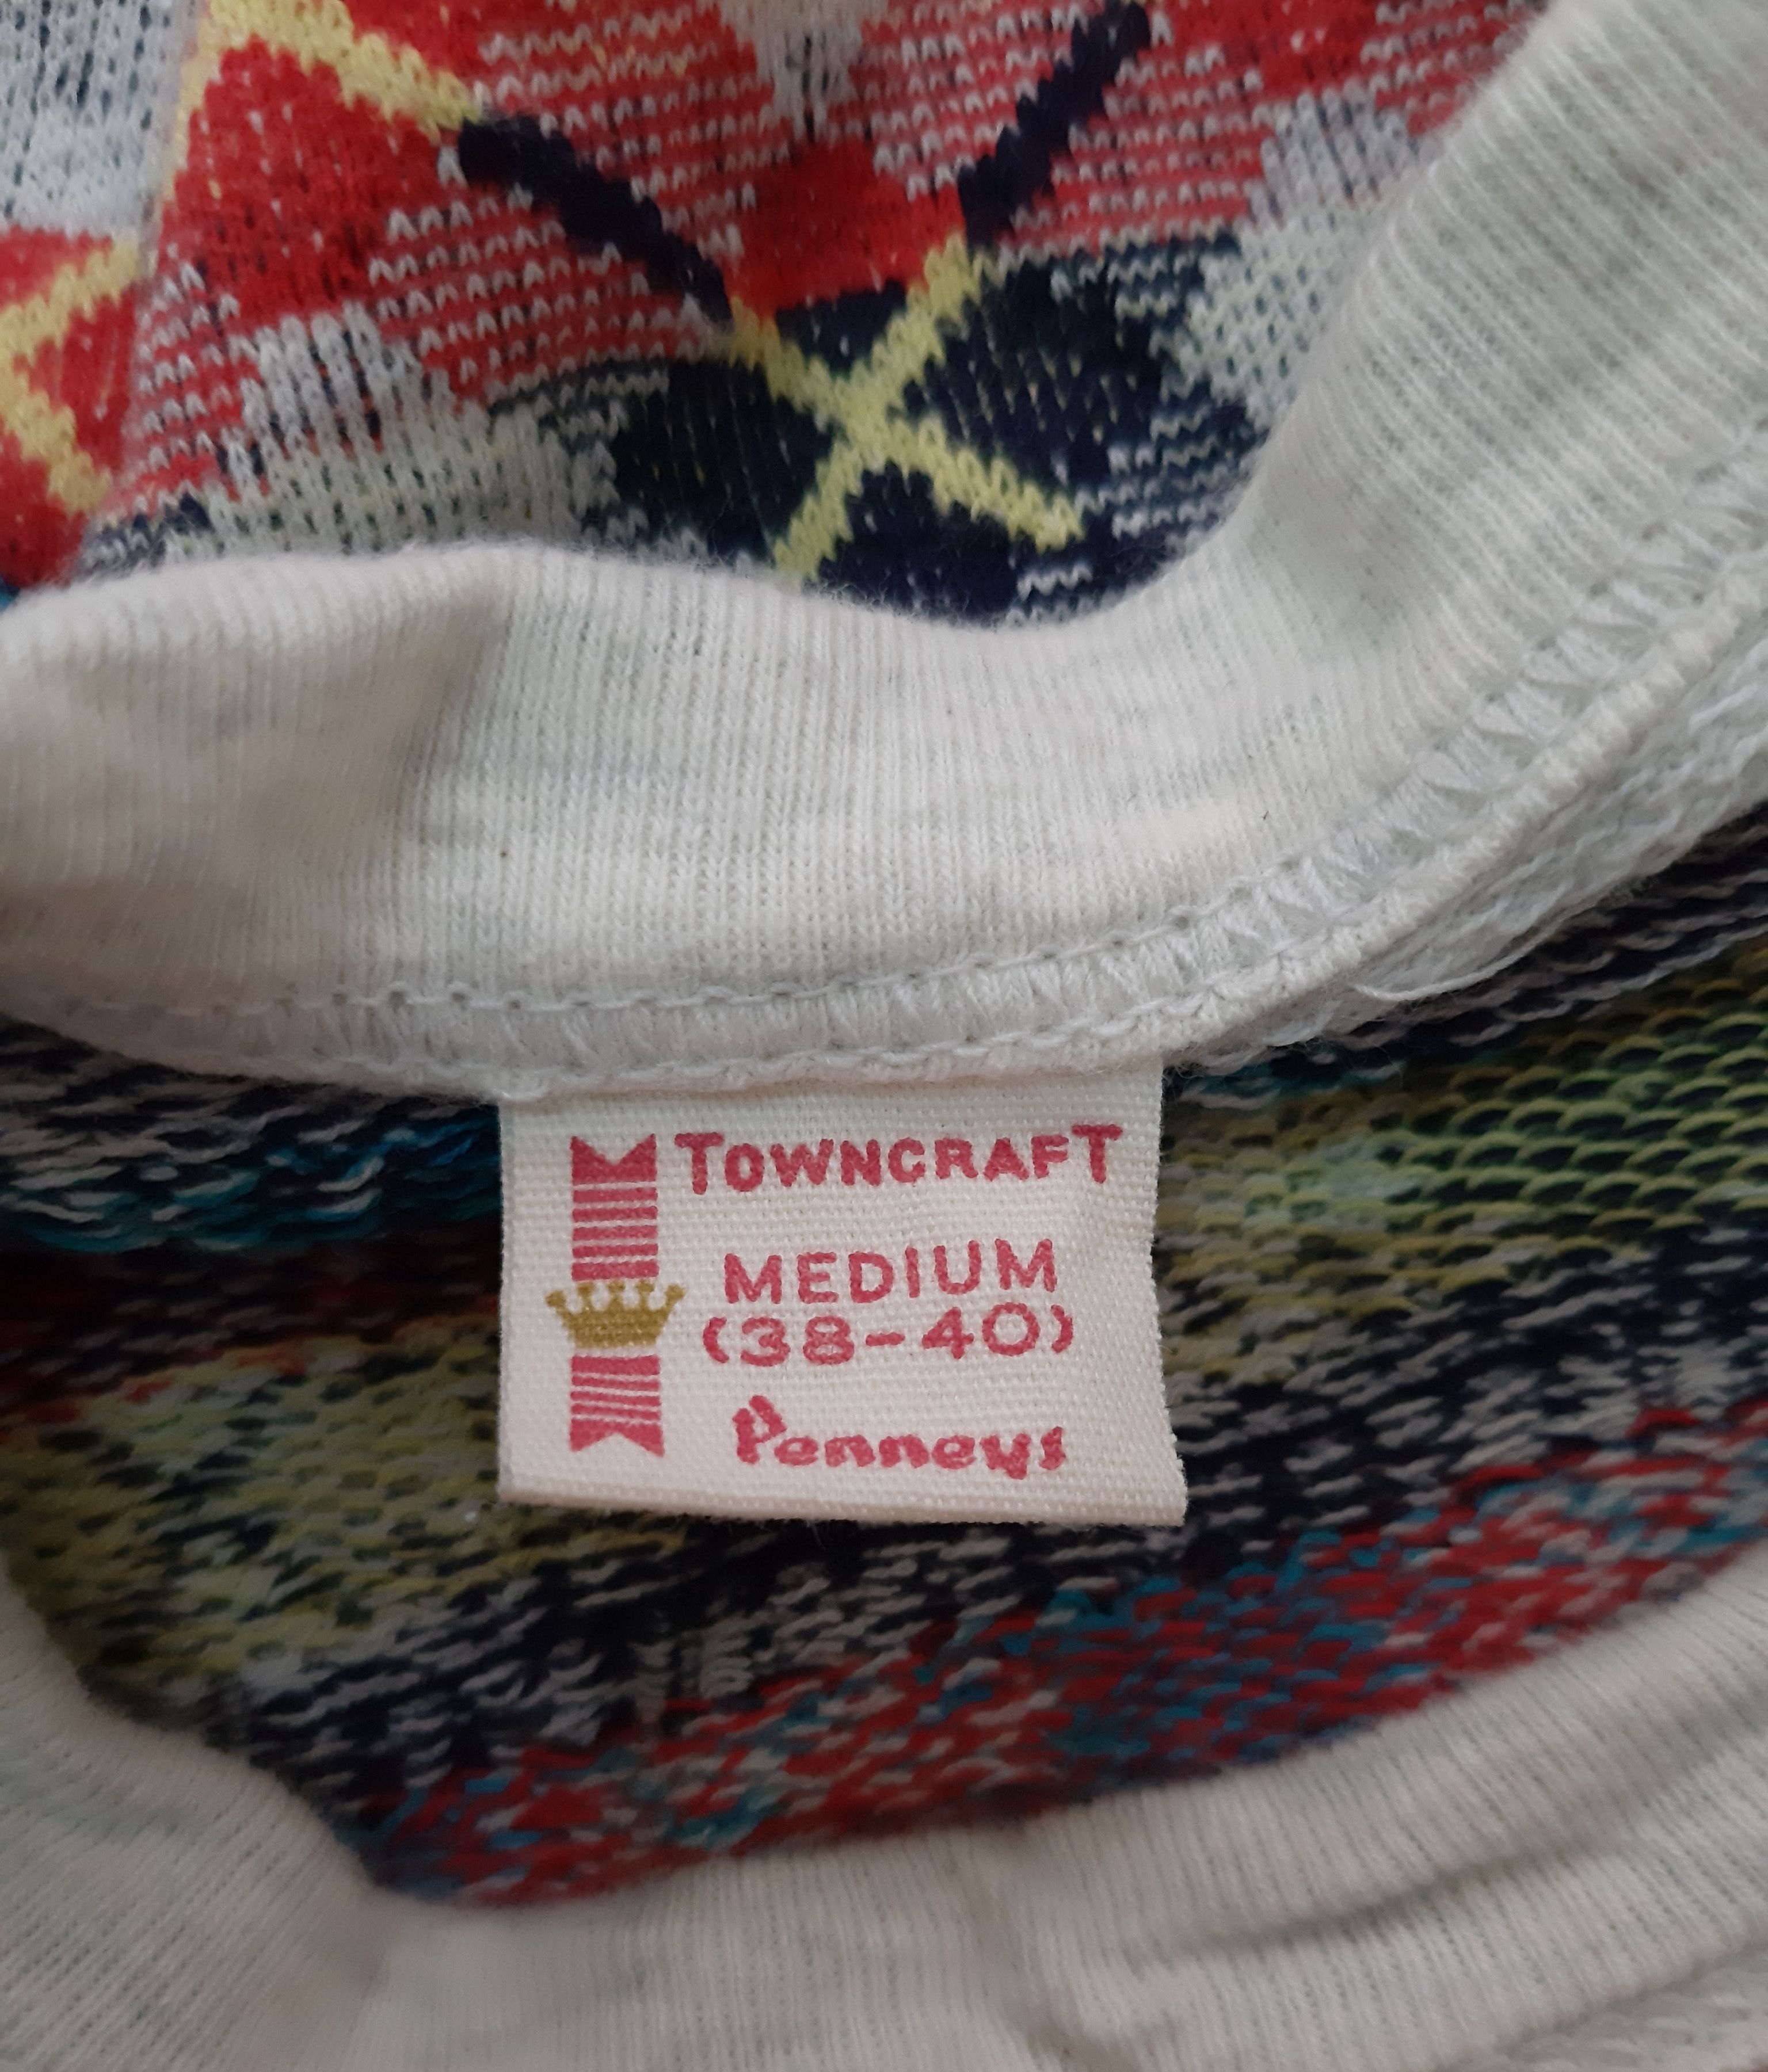 TOWNCRAFT
MEDIUM
(38-40)
Penneys